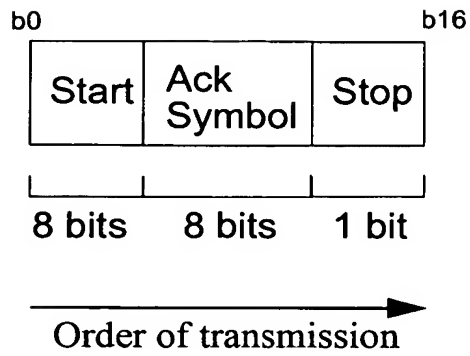 b0 b16
Start Ack Symbol Stop
8 bits 8 bits 1 bit
Order of transmission